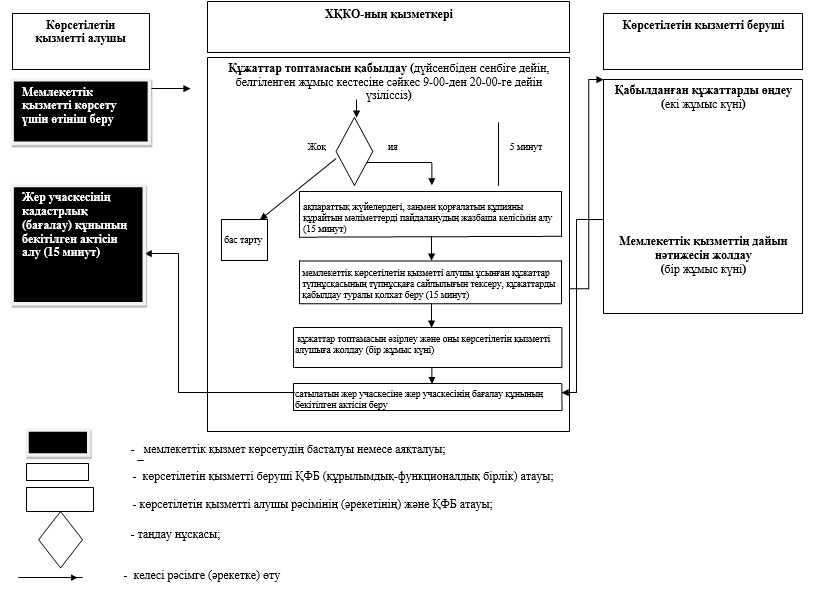 Көрсетілетін
қызметті алушы
ХҚКО-ның қызметкері
Көрсетілетін қызметті беруші
Мемлекеттік
қызметті көрсету
үшін өтініш беру
Құжаттар топтамасын қабылдау (дүйсенбіден сенбіге дейін,
белгіленген жұмыс кестесіне сәйкес 9-00-ден 20-00-ге дейін
үзіліссіз)
Жоқ
ия
5 минут
Қабылданған құжаттарды өңдеу
(екі жұмыс күні)
Жер учаскесінің
кадастрлық
(бағалау) құнының
бекітілген актісін
алу (15 минут)
бас тарту
ақпараттық жүйелердегі, заңмен қорғалатын құпияны
құрайтын мәліметтерді пайдаланудың жазбаша келісімін алу
(15 минут)
Мемлекеттік қызметтің дайын
нәтижесін жолдау
(бір жұмыс күні)
мемлекеттік көрсетілетін қызметті алушы ұсынған құжаттар
түпнұсқасының түпнұсқаға сайлылығын тексеру, құжаттарды
қабылдау туралы қолхат беру (15 минут)
құжаттар топтамасын әзірлеу және оны көрсетілетін қызметті
алушыға жолдау (бір жұмыс күні)
сатылатын жер учаскесіне жер учаскесінің бағалау құнының
бекітілген актісін беру
- мемлекеттік қызмет көрсетудің басталуы немесе аяқталуы;
- көрсетілетін қызметті беруші ҚФБ (құрылымдық-функционалдық бірлік) атауы;
- көрсетілетін қызметті алушы рәсімінің (әрекетінің) және ҚФБ атауы;
- таңдау нұсқасы;
- келесі рәсімге (әрекетке) өту